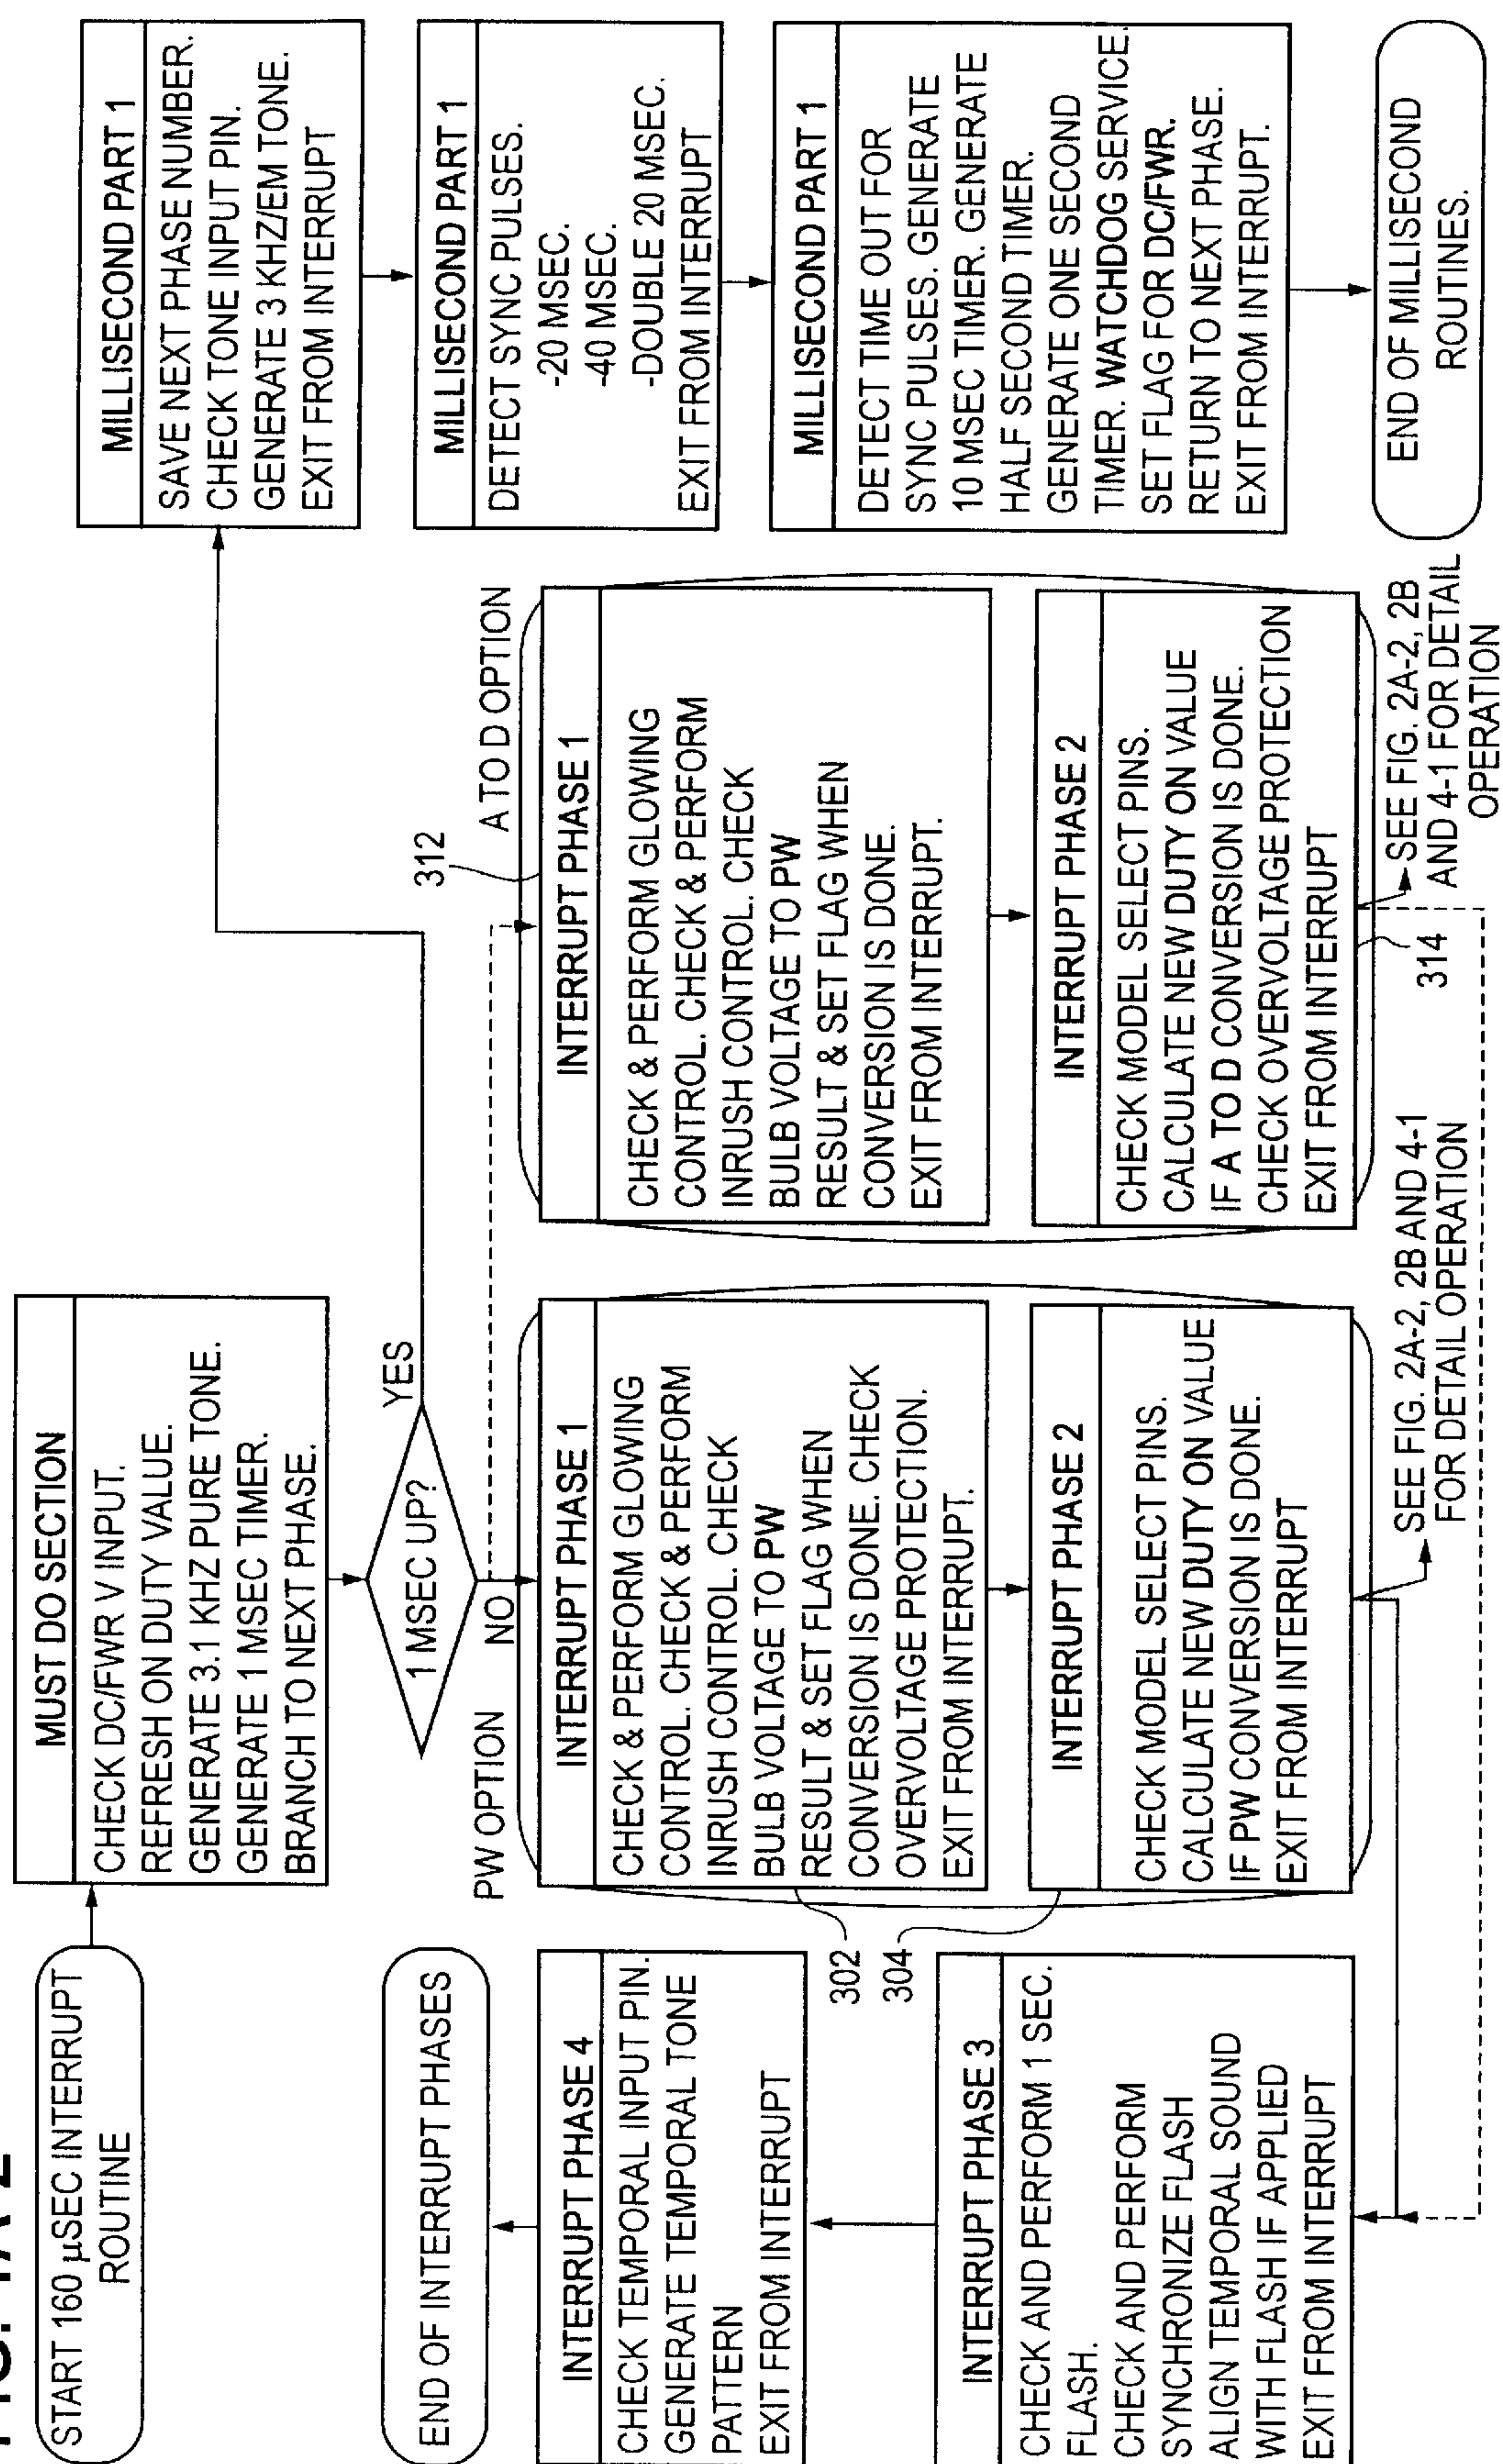 START 160 µSEC INTERRUPT
ROUTINE
MUST DO SECTION
CHECK DC/FWR V INPUT.
REFRESH ON DUTY VALUE.
GENERATE 3.1 KHZ PURE TONE.
GENERATE 1 MSEC TIMER.
BRANCH TO NEXT PHASE.
1 MSEC UP?
YES
NO
PW OPTION
INTERRUPT PHASE 1
CHECK & PERFORM GLOWING
CONTROL. CHECK & PERFORM
INRUSH CONTROL. CHECK
BULB VOLTAGE TO PW
RESULT & SET FLAG WHEN
CONVERSION IS DONE. CHECK
OVERVOLTAGE PROTECTION.
EXIT FROM INTERRUPT.
302
INTERRUPT PHASE 2
CHECK MODEL SELECT PINS.
CALCULATE NEW DUTY ON VALUE
IF PW CONVERSION IS DONE.
EXIT FROM INTERRUPT
304
SEE FIG. 2A-2, 2B AND 4-1
FOR DETAIL OPERATION
312
A TO D OPTION
INTERRUPT PHASE 1
CHECK & PERFORM GLOWING
CONTROL. CHECK & PERFORM
INRUSH CONTROL. CHECK
BULB VOLTAGE TO PW
RESULT & SET FLAG WHEN
CONVERSION IS DONE.
EXIT FROM INTERRUPT.
INTERRUPT PHASE 2
CHECK MODEL SELECT PINS.
CALCULATE NEW DUTY ON VALUE
IF A TO D CONVERSION IS DONE.
CHECK OVERVOLTAGE PROTECTION
EXIT FROM INTERRUPT
314
SEE FIG. 2A-2, 2B
AND 4-1 FOR DETAIL
OPERATION
INTERRUPT PHASE 3
CHECK AND PERFORM 1 SEC.
FLASH.
CHECK AND PERFORM
SYNCHRONIZE FLASH
ALIGN TEMPORAL SOUND
WITH FLASH IF APPLIED
EXIT FROM INTERRUPT
INTERRUPT PHASE 4
CHECK TEMPORAL INPUT PIN.
GENERATE TEMPORAL TONE
PATTERN
EXIT FROM INTERRUPT
END OF INTERRUPT PHASES
MILLISECOND PART 1
SAVE NEXT PHASE NUMBER.
CHECK TONE INPUT PIN.
GENERATE 3 KHZ/EM TONE.
EXIT FROM INTERRUPT
MILLISECOND PART 1
DETECT SYNC PULSES.
-20 MSEC.
-40 MSEC.
-DOUBLE 20 MSEC.
EXIT FROM INTERRUPT
MILLISECOND PART 1
DETECT TIME OUT FOR
SYNC PULSES. GENERATE
10 MSEC TIMER. GENERATE
HALF SECOND TIMER.
GENERATE ONE SECOND
TIMER. WATCHDOG SERVICE.
SET FLAG FOR DC/FWR.
RETURN TO NEXT PHASE.
EXIT FROM INTERRUPT.
END OF MILLISECOND
ROUTINES.